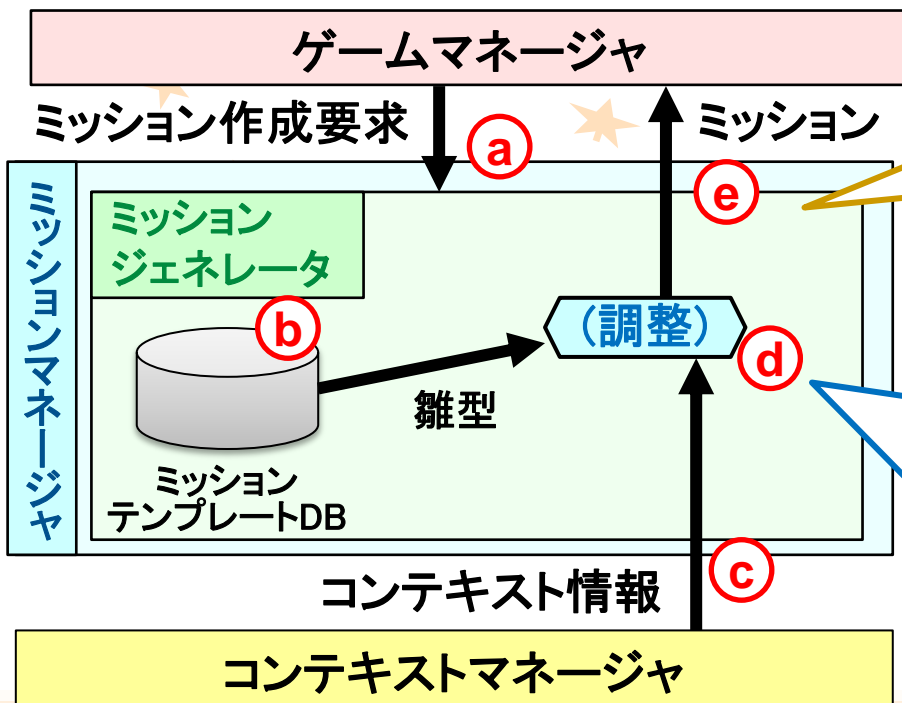 ゲームマネージャ
ミッション作成要求
a
ミッション
e
ミッションマネージャ
ミッション
ジェネレータ
b
(調整)
d
雛型
ミッション
テンプレートDB
c
コンテキスト情報
コンテキストマネージャ